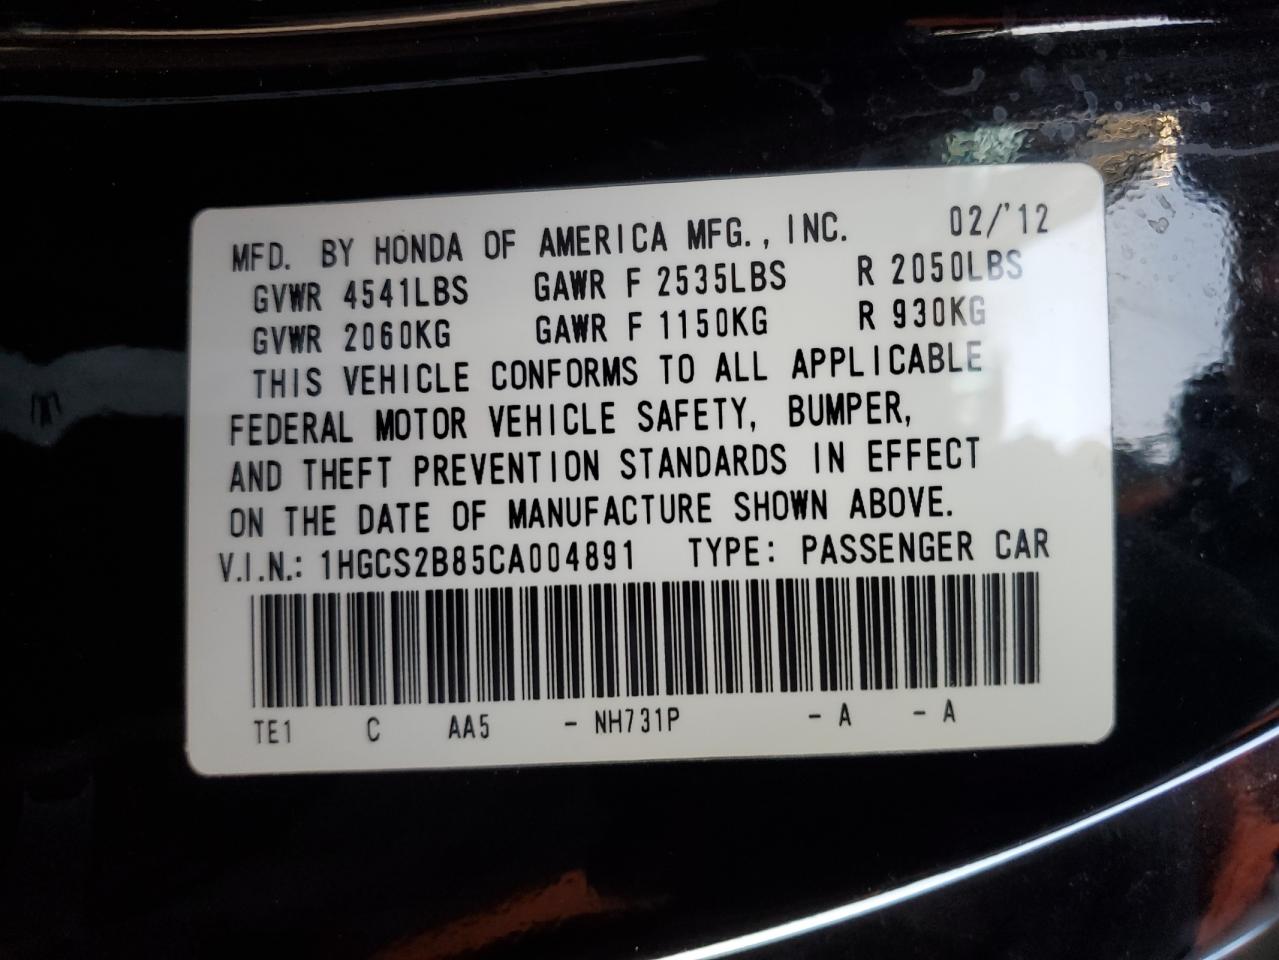 MFD. BY HONDA OF AMERICA MFG., INC. 02/'12
GVWR 4541LBS GAWR F 2535LBS R 2050LBS
GVWR 2060KG GAWR F 1150KG R 930KG
THIS VEHICLE CONFORMS TO ALL APPLICABLE
FEDERAL MOTOR VEHICLE SAFETY, BUMPER,
AND THEFT PREVENTION STANDARDS IN EFFECT
ON THE DATE OF MANUFACTURE SHOWN ABOVE.
V.I.N.: 1HGCS2B85CA004891 TYPE: PASSENGER CAR
TE1 C AA5 - NH731P - A - A